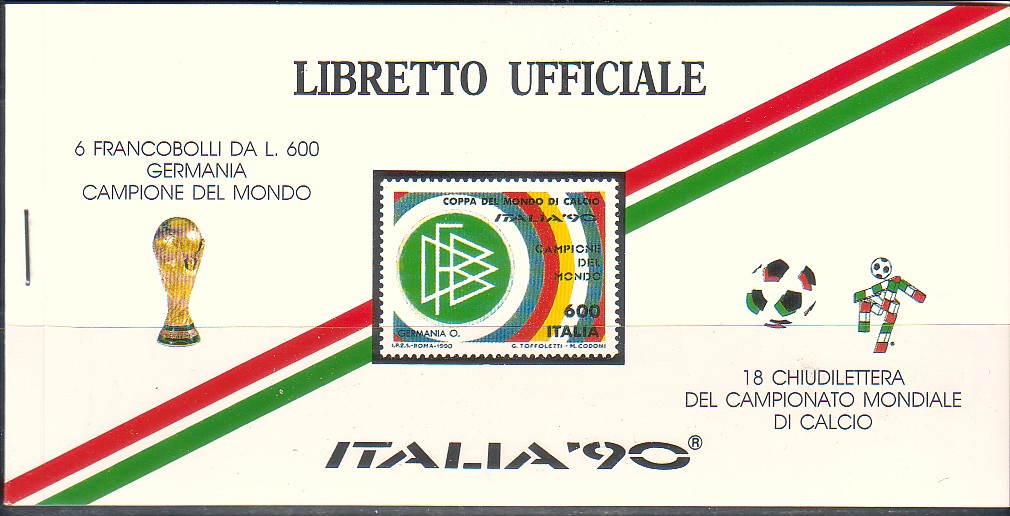 LIBRETTO UFFICIALE
6 FRANCOBOLLI DA L. 600
GERMANIA
CAMPIONE DEL MONDO
COPPA DEL MONDO DI CALCIO
ITALIA'90
CAMPIONE
DEL
MONDO
600
ITALIA
GERMANIA O.
I.P.Z.S.-ROMA-1990
G. TOFFOLETTI - M. CODONI
18 CHIUDILETTERA
DEL CAMPIONATO MONDIALE
DI CALCIO
ITALIA'90®